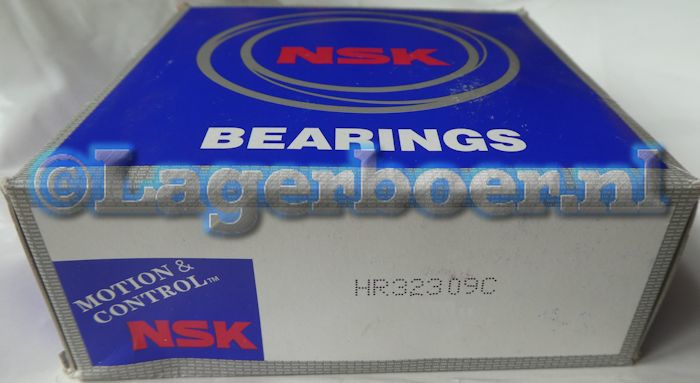 NSK
BEARINGS
©Lagerboer.nl
MOTION &
CONTROL™
NSK
HR32309C